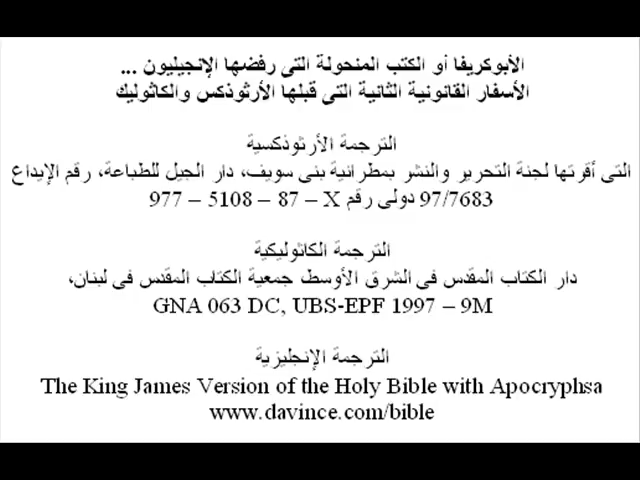 الأبوكريفا أو الكتب المنحولة التى رفضها الإنجيليون ...
الأسفار القانونية الثانية التى قبلها الأرثوذكس والكاثوليك
الترجمة الأرثوذكسية
التى أقرتها لجنة التحرير والنشر بمطرانية بنى سويف، دار الجيل للطباعة، رقم الإيداع
97/7683 دولى رقم 977 – 5108 – 87 – X
الترجمة الكاثوليكية
دار الكتاب المقدس فى الشرق الأوسط جمعية الكتاب المقدس فى لبنان،
GNA 063 DC, UBS-EPF 1997 – 9M
الترجمة الإنجليزية
The King James Version of the Holy Bible with Apocryphsa
www.davince.com/bible